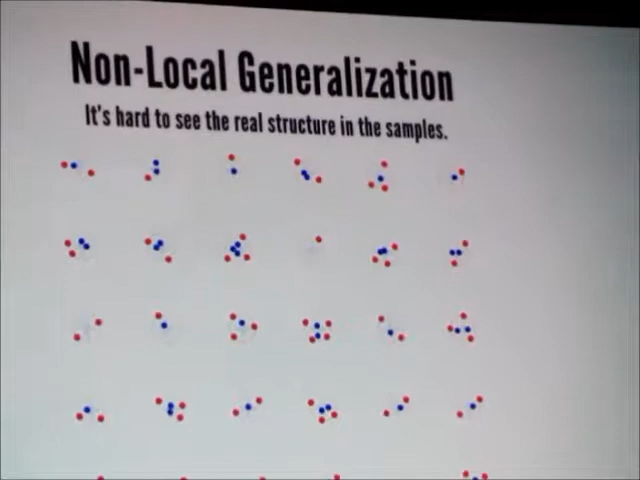 Non-Local Generalization
It's hard to see the real structure in the samples.